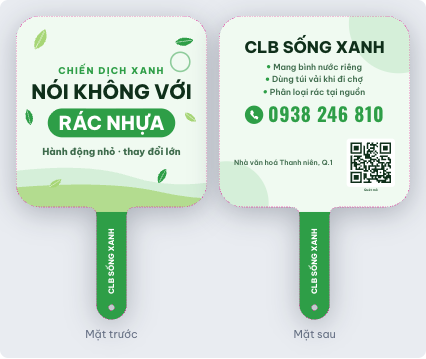 CHIẾN DỊCH XANH
NÓI KHÔNG VỚI
RÁC NHỰA
Hành động nhỏ · thay đổi lớn
CLB SỐNG XANH
Mặt trước
CLB SỐNG XANH
• Mang bình nước riêng
• Dùng túi vải khi đi chợ
• Phân loại rác tại nguồn
0938 246 810
Nhà văn hoá Thanh niên, Q.1
CLB SỐNG XANH
Mặt sau